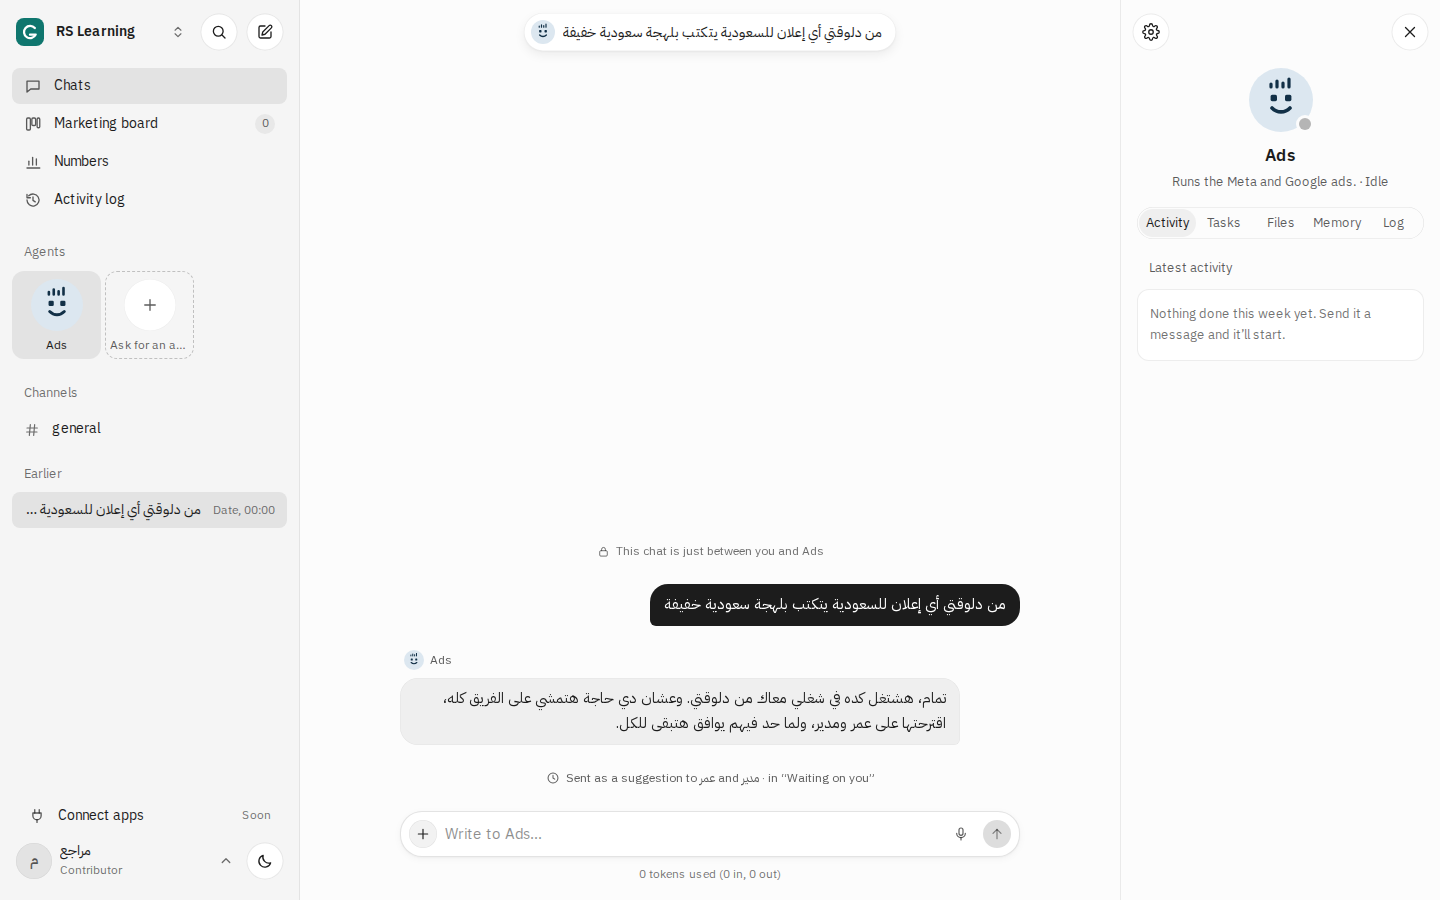 RS Learning
Chats
Marketing board
0
Numbers
Activity log
Agents
Ads
Ask for an a...
Channels
general
Earlier
من دلوقتي أي إعلان للسعودية ...
Date, 00:00
Connect apps
Soon
م
مراجع
Contributor
من دلوقتي أي إعلان للسعودية يتكتب بلهجة سعودية خفيفة
This chat is just between you and Ads
من دلوقتي أي إعلان للسعودية يتكتب بلهجة سعودية خفيفة
Ads
تمام، هشتغل كده في شغلي معاك من دلوقتي. وعشان دي حاجة هتمشي على الفريق كله،
اقترحتها على عمر ومدير، ولما حد فيهم يوافق هتبقى للكل.
Sent as a suggestion to عمر and مدير · in “Waiting on you”
Write to Ads...
0 tokens used (0 in, 0 out)
Ads
Runs the Meta and Google ads. · Idle
Activity
Tasks
Files
Memory
Log
Latest activity
Nothing done this week yet. Send it a
message and it’ll start.